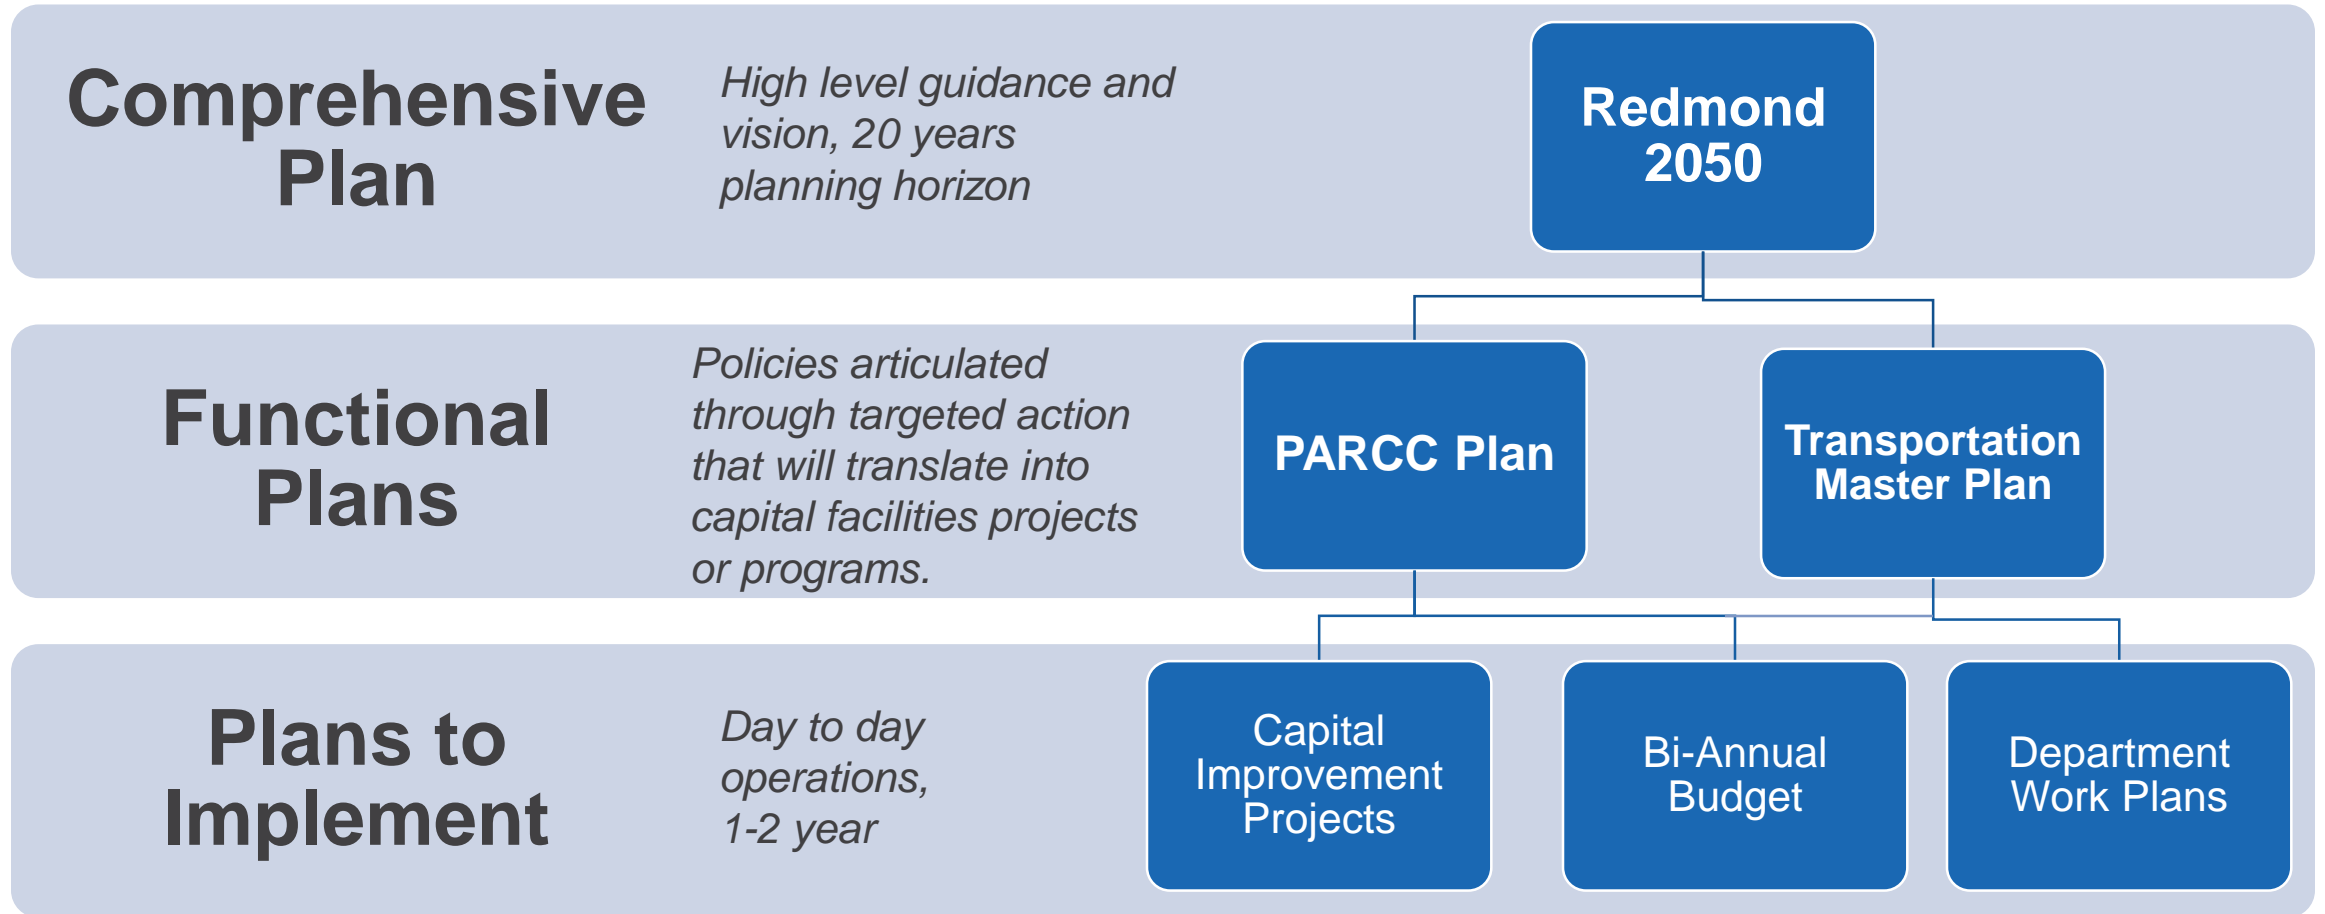 Comprehensive
Plan
High level guidance and
vision, 20 years
planning horizon
Redmond
2050
Functional
Plans
Policies articulated
through targeted action
that will translate into
capital facilities projects
or programs.
PARCC Plan
Transportation
Master Plan
Plans to
Implement
Day to day
operations,
1-2 year
Capital
Improvement
Projects
Bi-Annual
Budget
Department
Work Plans